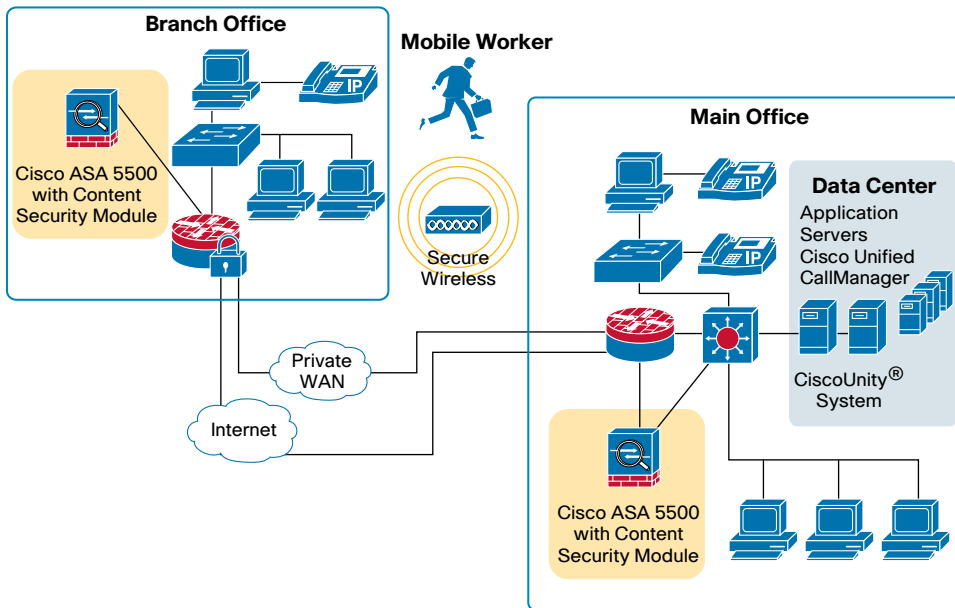 Branch Office
IP
Cisco ASA 5500
with Content
Security Module
Mobile Worker
Secure
Wireless
Private
WAN
Internet
Main Office
IP
IP
Data Center
Application
Servers
Cisco Unified
CallManager
CiscoUnity®
System
Cisco ASA 5500
with Content
Security Module